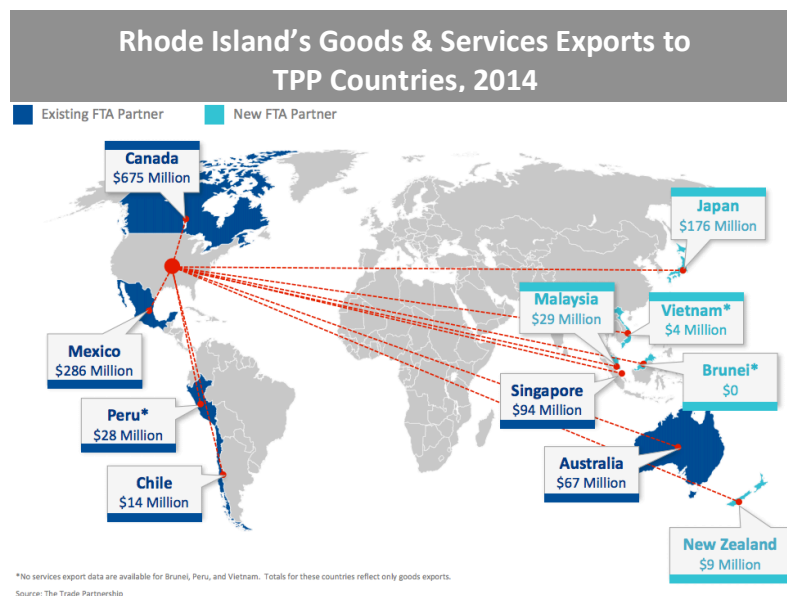 Rhode Island's Goods & Services Exports to
TPP Countries, 2014
Existing FTA Partner
New FTA Partner
Canada
$675 Million
Japan
$176 Million
Malaysia
$29 Million
Vietnam*
$4 Million
Mexico
$286 Million
Brunei*
$0
Singapore
$94 Million
Peru*
$28 Million
Australia
$67 Million
Chile
$14 Million
New Zealand
$9 Million
*No services export data are available for Brunei, Peru, and Vietnam. Totals for these countries reflect only goods exports.
Source: The Trade Partnership